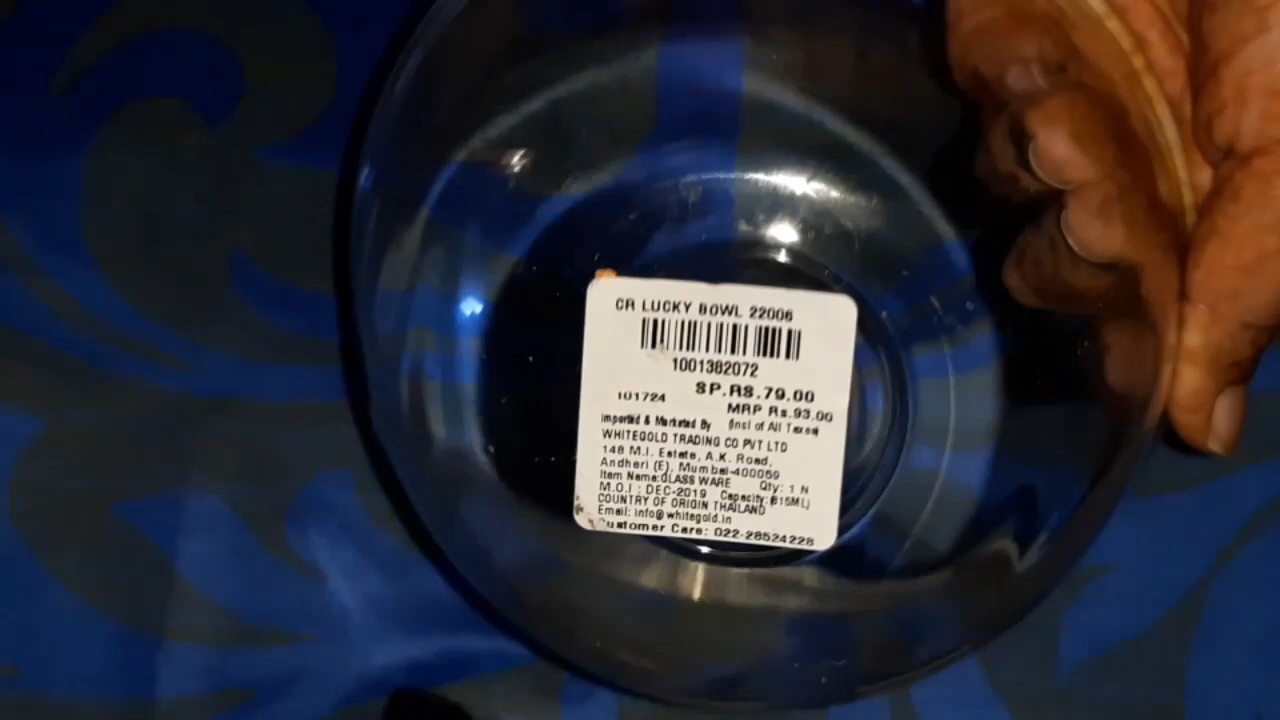 CR LUCKY BOWL 22006
1001382072
SP.RS.79.00
101724 MRP Rs.93.00
Imported & Marketed By (Incl of All Taxes)
WHITEGOLD TRADING CO PVT LTD
148 M.I. Estate, A.K. Road,
Andheri (E), Mumbai-400059
Item Name:GLASS WARE Qty: 1 N
M.O.I : DEC-2019 Capacity:(315ML)
COUNTRY OF ORIGIN THAILAND
Email: info@whitegold.in
Customer Care: 022-28524228